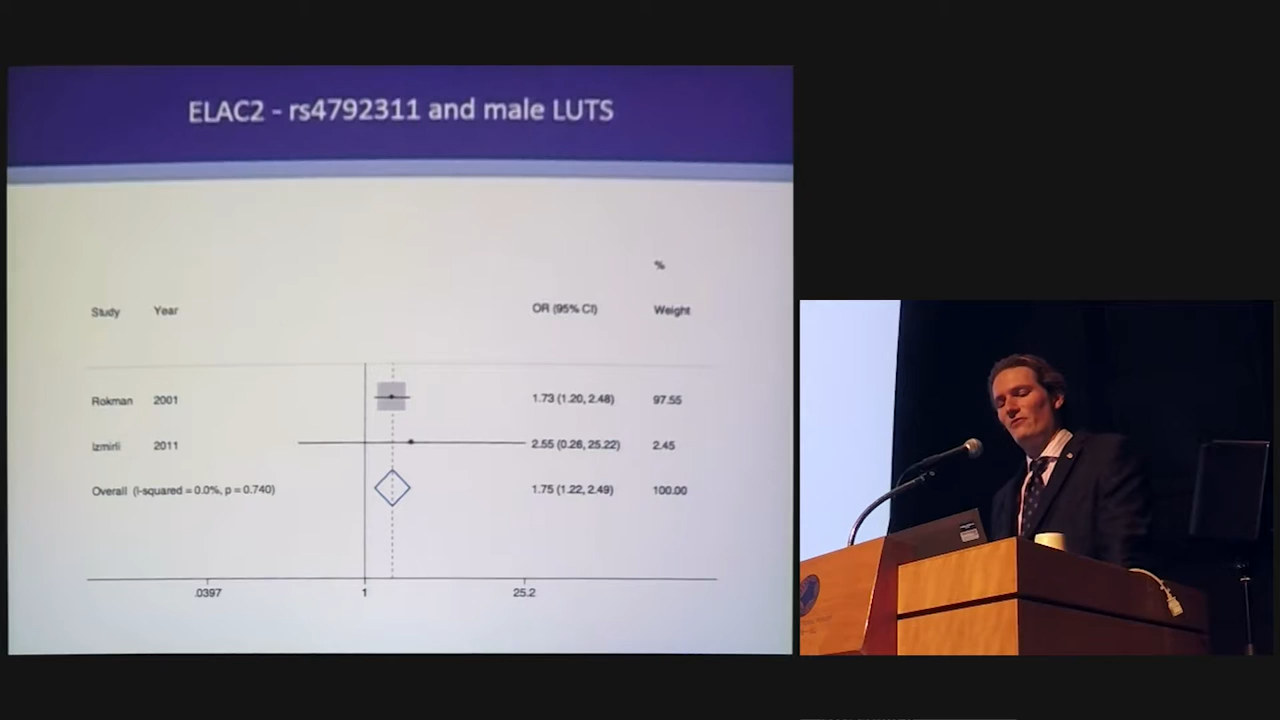 ELAC2 - rs4792311 and male LUTS
%
Study Year OR (95% CI) Weight
Rokman 2001 1.73 (1.20, 2.48) 97.55
Izmirli 2011 2.55 (0.26, 25.22) 2.45
Overall (I-squared = 0.0%, p = 0.740) 1.75 (1.22, 2.49) 100.00
.0397 1 25.2